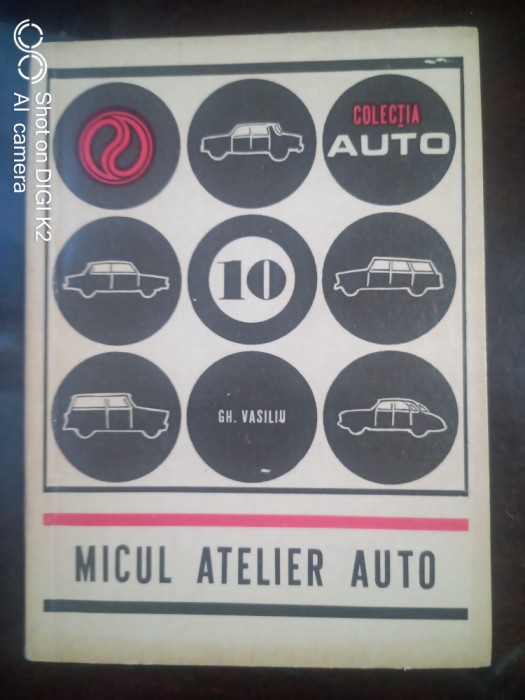 COLECȚIA
AUTO
10
GH. VASILIU
MICUL ATELIER AUTO
Shot on DIGI K2
AI camera